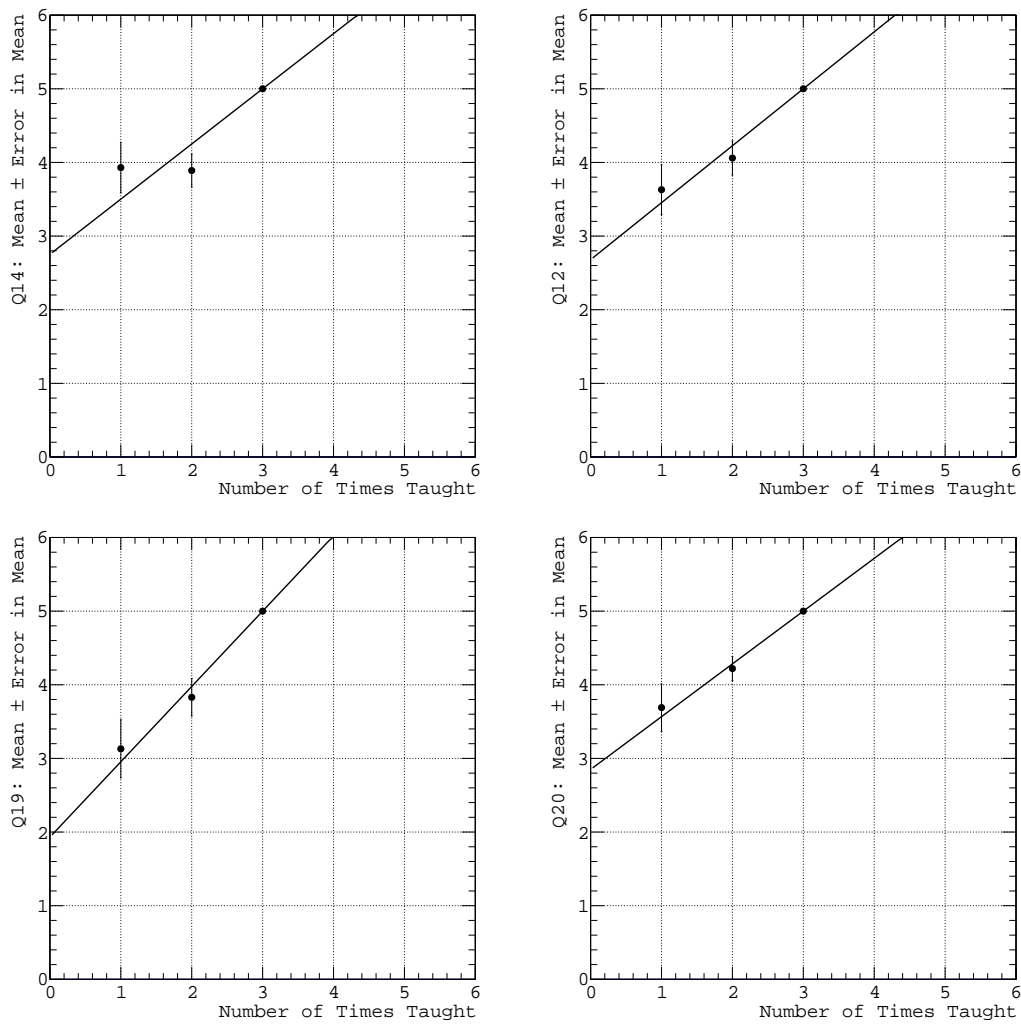 Q14: Mean ± Error in Mean
6
5
4
3
2
1
0
0 1 2 3 4 5 6
Number of Times Taught
Q12: Mean ± Error in Mean
6
5
4
3
2
1
0
0 1 2 3 4 5 6
Number of Times Taught
Q19: Mean ± Error in Mean
6
5
4
3
2
1
0
0 1 2 3 4 5 6
Number of Times Taught
Q20: Mean ± Error in Mean
6
5
4
3
2
1
0
0 1 2 3 4 5 6
Number of Times Taught